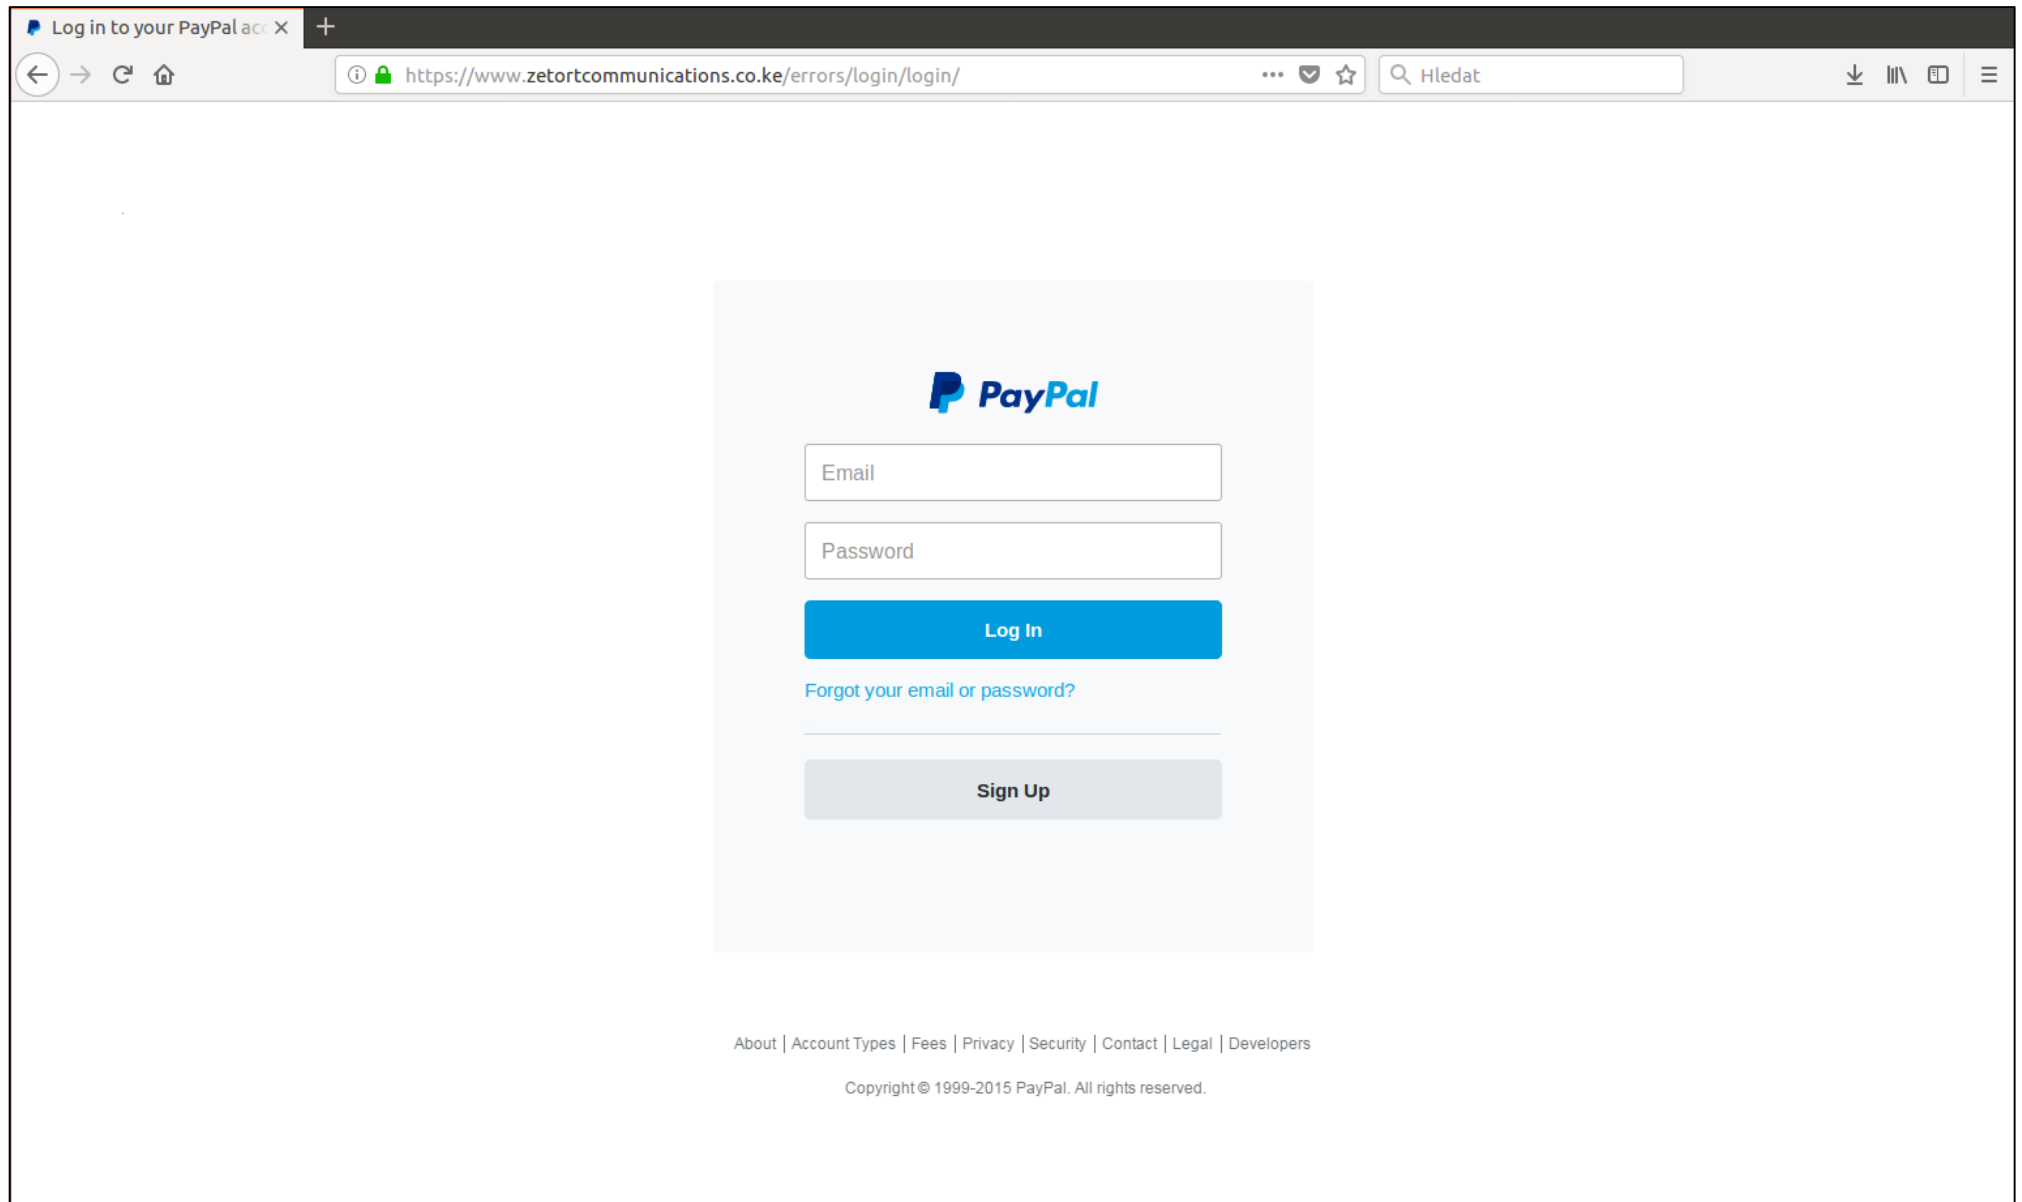 Log in to your PayPal acc
https://www.zetortcommunications.co.ke/errors/login/login/
Hledat
PayPal
Email
Password
Log In
Forgot your email or password?
Sign Up
About | Account Types | Fees | Privacy | Security | Contact | Legal | Developers
Copyright © 1999-2015 PayPal. All rights reserved.